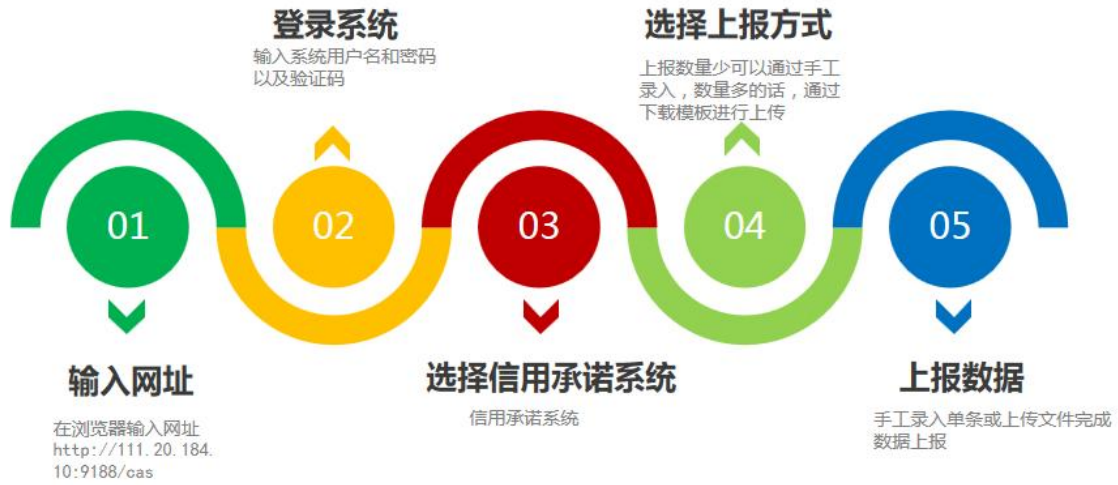 01
输入网址
在浏览器输入网址
http://111.20.184.
10:9188/cas
02
登录系统
输入系统用户名和密码
以及验证码
03
选择信用承诺系统
信用承诺系统
04
选择上报方式
上报数量少可以通过手工
录入，数量多的话，通过
下载模板进行上传
05
上报数据
手工录入单条或上传文件完成
数据上报